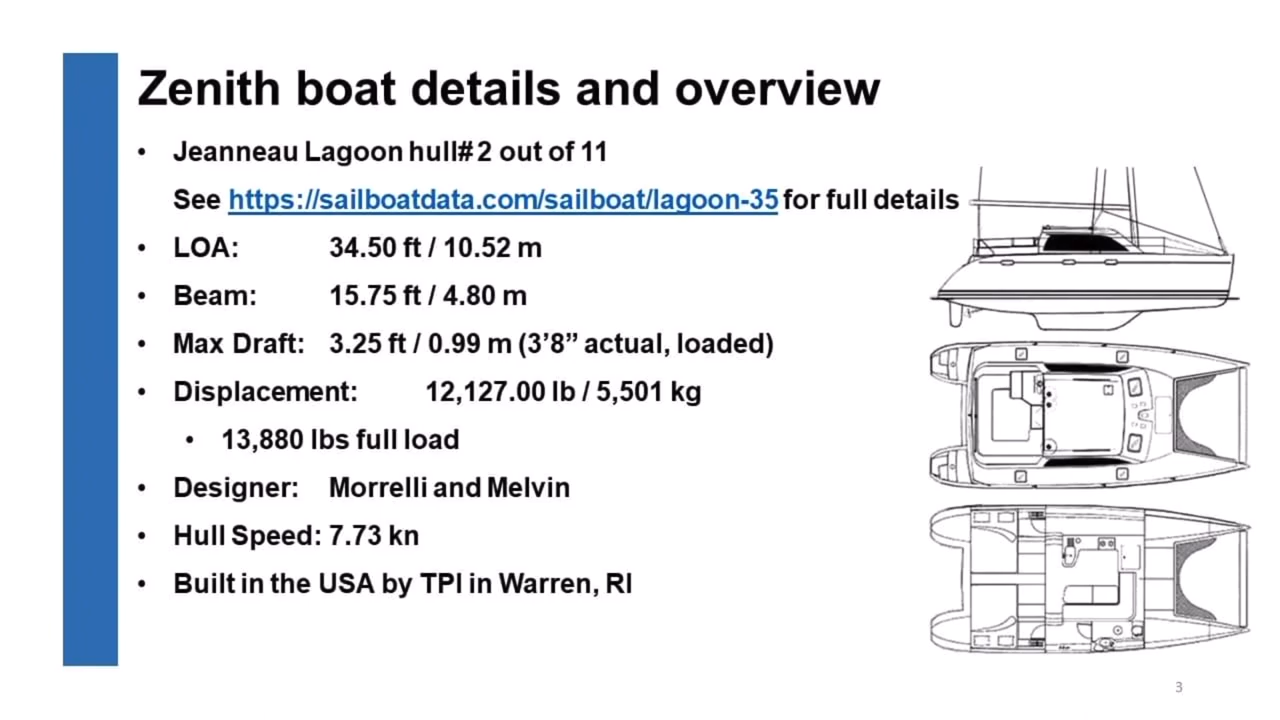 Zenith boat details and overview
• Jeanneau Lagoon hull# 2 out of 11
See https://sailboatdata.com/sailboat/lagoon-35 for full details
• LOA: 34.50 ft / 10.52 m
• Beam: 15.75 ft / 4.80 m
• Max Draft: 3.25 ft / 0.99 m (3’8” actual, loaded)
• Displacement: 12,127.00 lb / 5,501 kg
• 13,880 lbs full load
• Designer: Morrelli and Melvin
• Hull Speed: 7.73 kn
• Built in the USA by TPI in Warren, RI
3